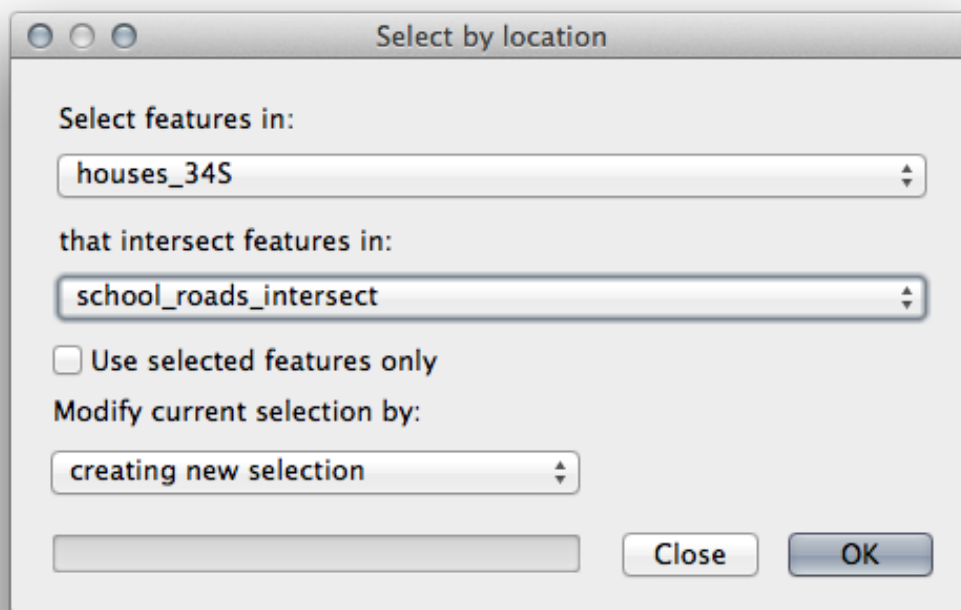 Select by location
Select features in:
houses_34S
that intersect features in:
school_roads_intersect
Use selected features only
Modify current selection by:
creating new selection
Close OK